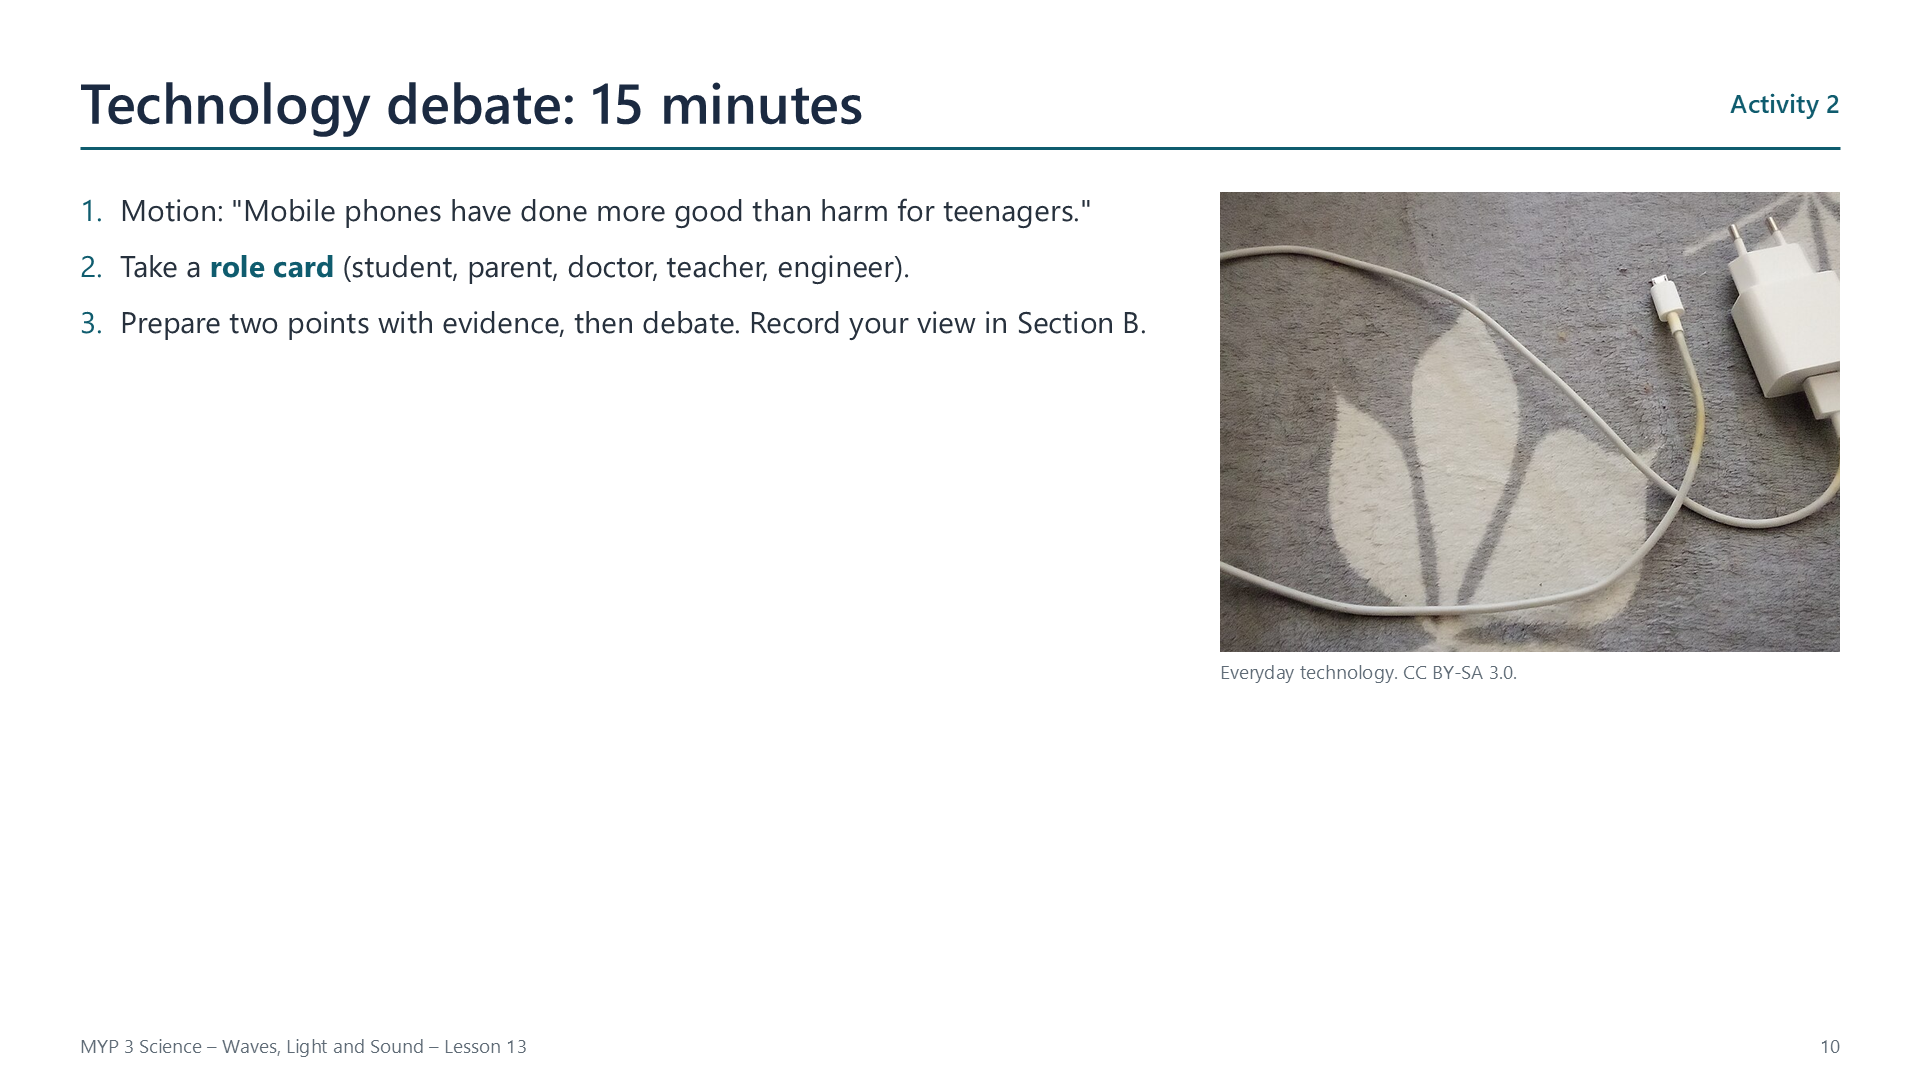 Technology debate: 15 minutes
Activity 2
1. Motion: "Mobile phones have done more good than harm for teenagers."
2. Take a role card (student, parent, doctor, teacher, engineer).
3. Prepare two points with evidence, then debate. Record your view in Section B.
Everyday technology. CC BY-SA 3.0.
MYP 3 Science – Waves, Light and Sound – Lesson 13
10